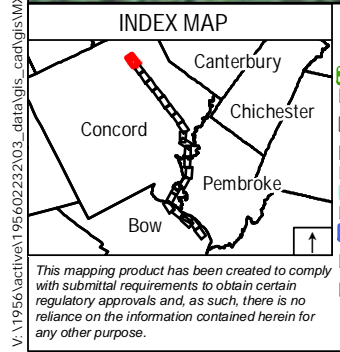 INDEX MAP
Canterbury
Chichester
Concord
Pembroke
Bow
This mapping product has been created to comply
with submittal requirements to obtain certain
regulatory approvals and, as such, there is no
reliance on the information contained herein for
any other purpose.
V:\1956\active\195602232\03_data\gis_cad\gis\MX